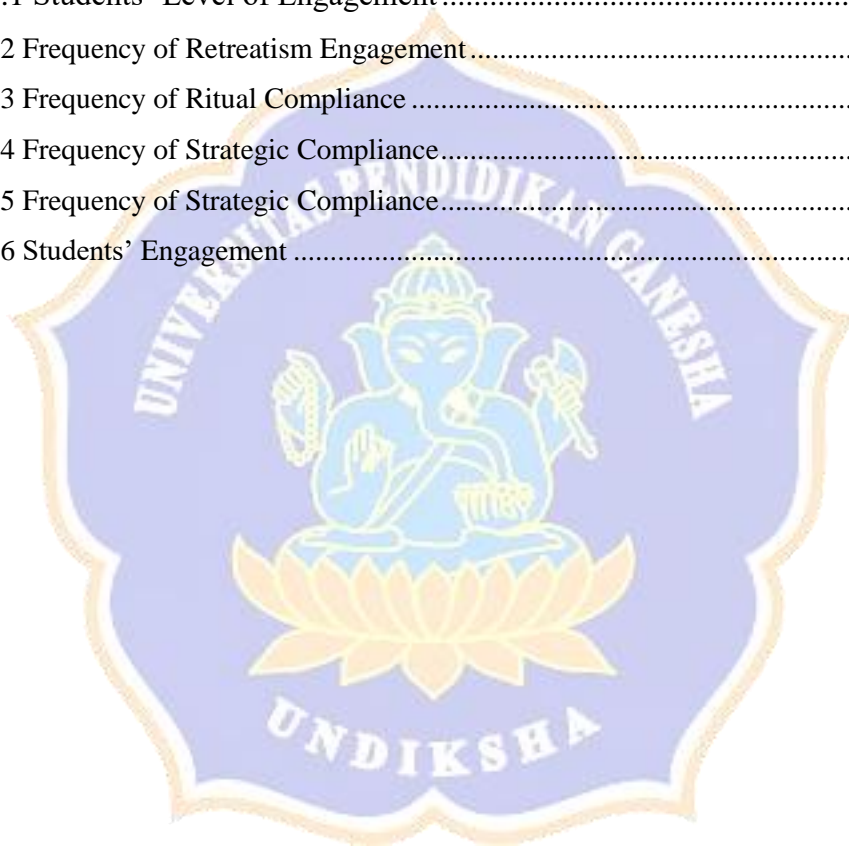 .1 Students’ Level of Engagement ..........................................................
2 Frequency of Retreatism Engagement ......................................................
3 Frequency of Ritual Compliance .............................................................
4 Frequency of Strategic Compliance .........................................................
5 Frequency of Strategic Compliance .........................................................
6 Students’ Engagement ............................................................................
UNIVERSITAS PENDIDIKAN GANESHA
UNDIKSHA